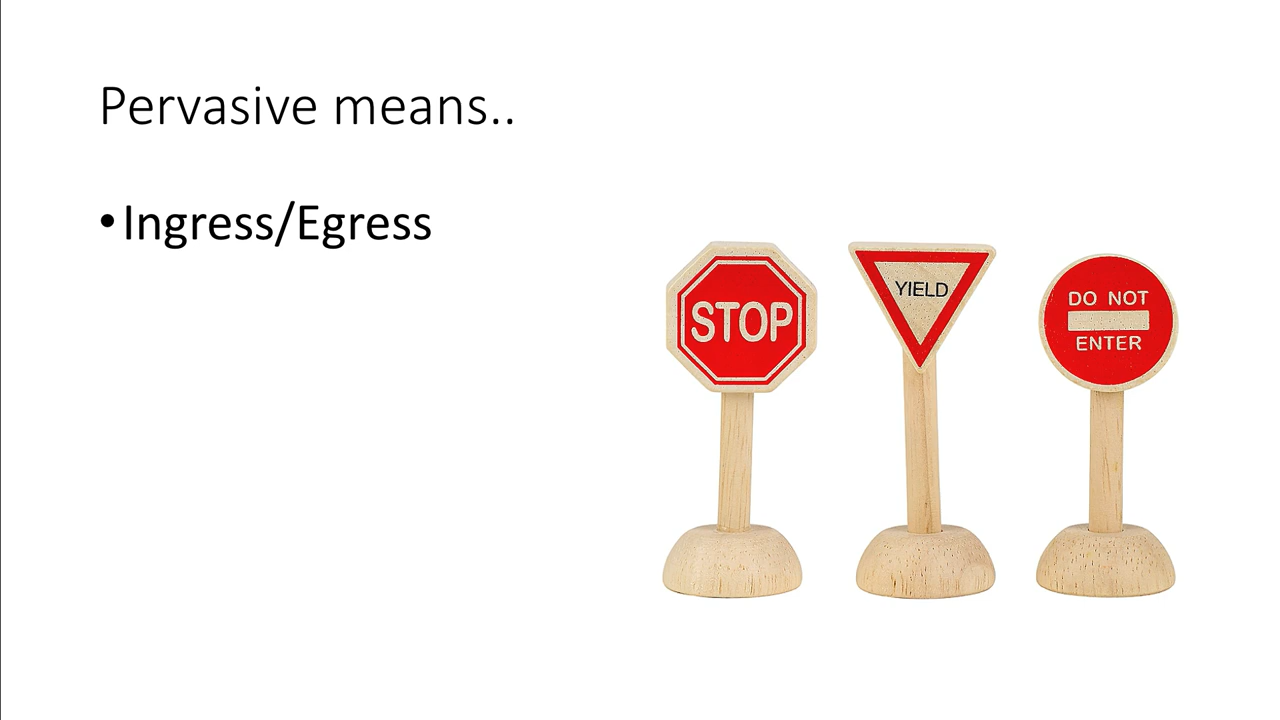 Pervasive means..
•Ingress/Egress
STOP
YIELD
DO NOT
ENTER